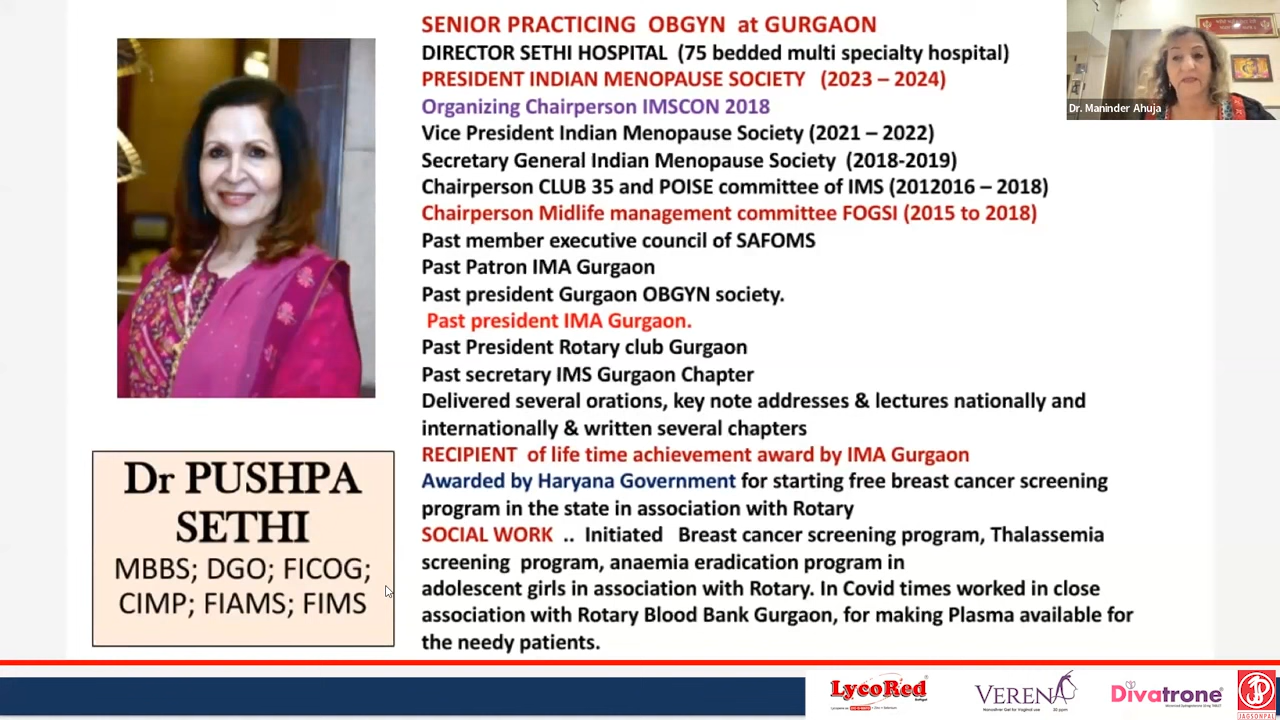 SENIOR PRACTICING OBGYN at GURGAON
DIRECTOR SETHI HOSPITAL (75 bedded multi specialty hospital)
PRESIDENT INDIAN MENOPAUSE SOCIETY (2023 – 2024)
Organizing Chairperson IMSCON 2018
Vice President Indian Menopause Society (2021 – 2022)
Secretary General Indian Menopause Society (2018-2019)
Chairperson CLUB 35 and POISE committee of IMS (2012016 – 2018)
Chairperson Midlife management committee FOGSI (2015 to 2018)
Past member executive council of SAFOMS
Past Patron IMA Gurgaon
Past president Gurgaon OBGYN society.
Past president IMA Gurgaon.
Past President Rotary club Gurgaon
Past secretary IMS Gurgaon Chapter
Delivered several orations, key note addresses & lectures nationally and
internationally & written several chapters
RECIPIENT of life time achievement award by IMA Gurgaon
Awarded by Haryana Government for starting free breast cancer screening
program in the state in association with Rotary
SOCIAL WORK .. Initiated Breast cancer screening program, Thalassemia
screening program, anaemia eradication program in
adolescent girls in association with Rotary. In Covid times worked in close
association with Rotary Blood Bank Gurgaon, for making Plasma available for
the needy patients.
Dr PUSHPA
SETHI
MBBS; DGO; FICOG;
CIMP; FIAMS; FIMS
Dr. Maninder Ahuja
LycoRed
VERENA
Divatrone
JAGSONPAL